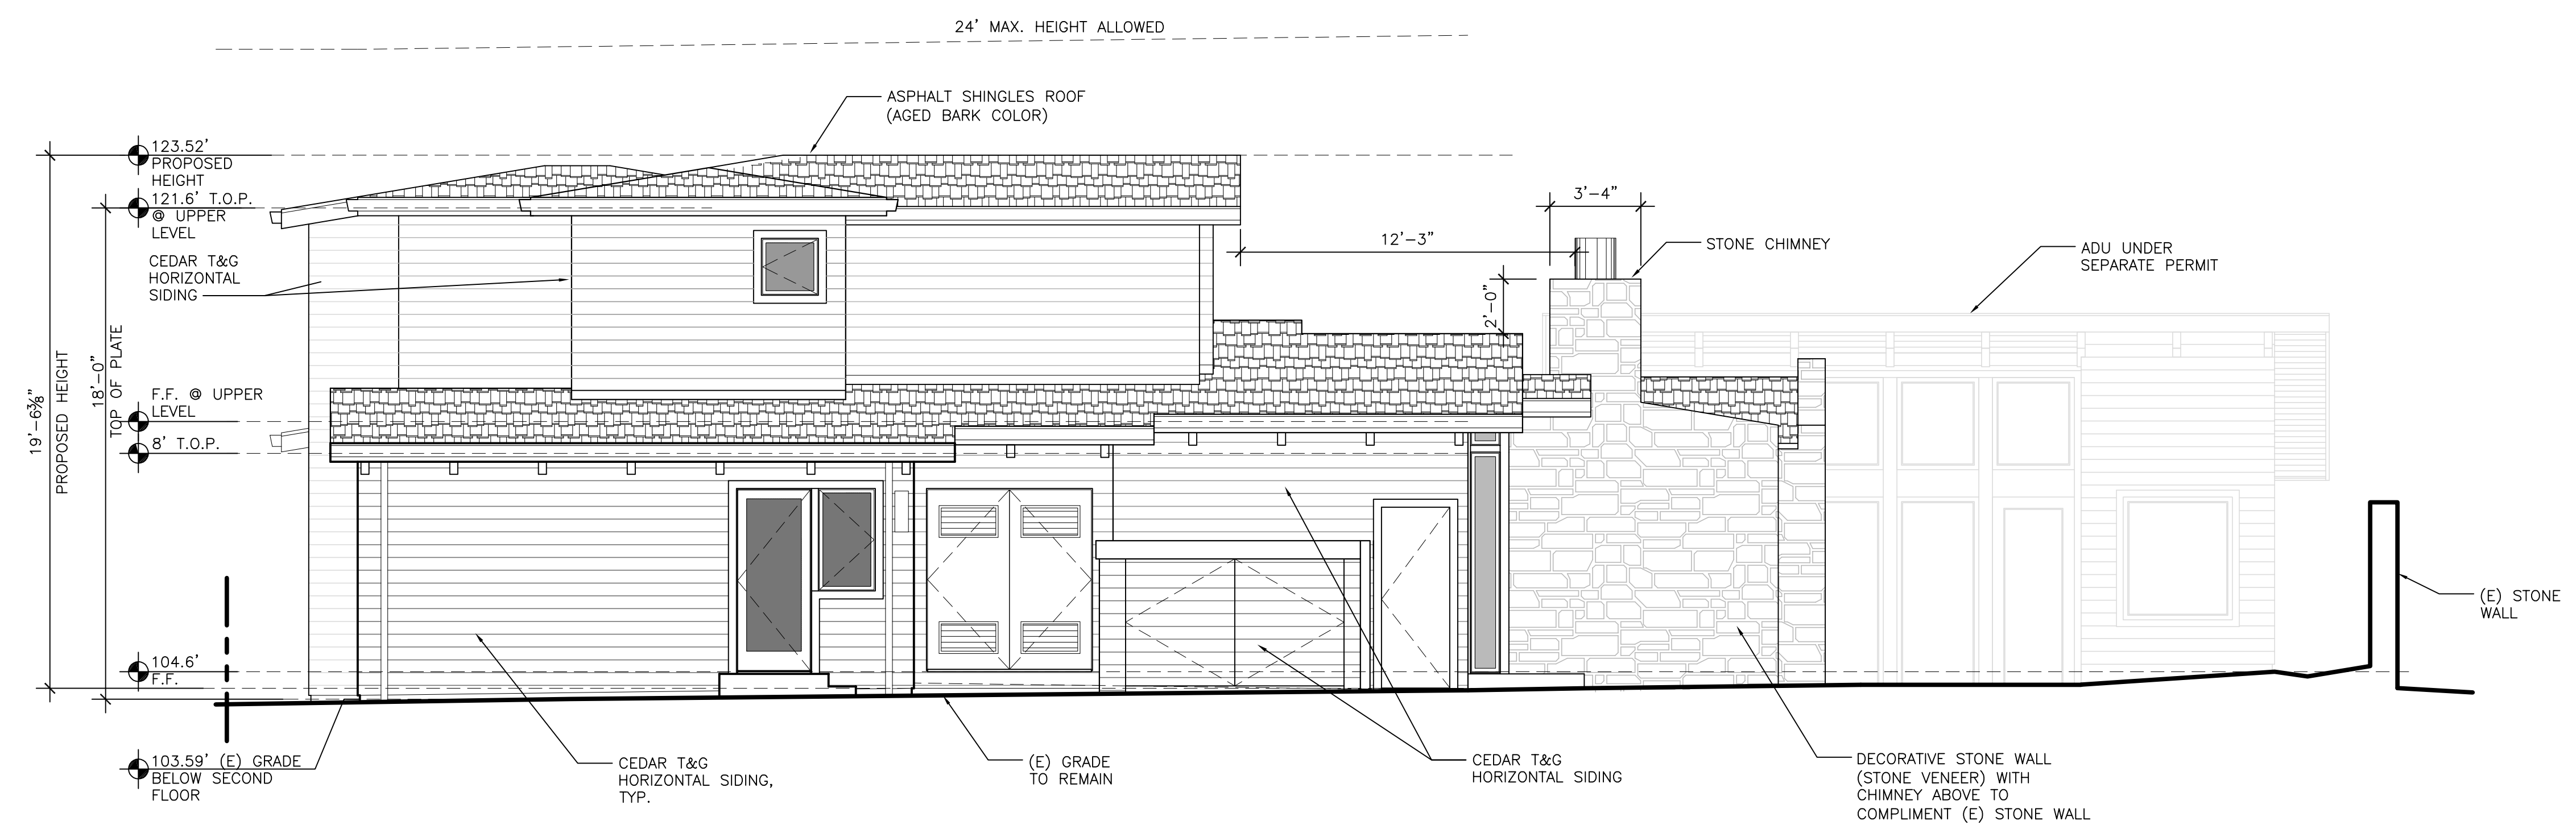 24' MAX. HEIGHT ALLOWED
ASPHALT SHINGLES ROOF
(AGED BARK COLOR)
123.52'
PROPOSED
HEIGHT
121.6' T.O.P.
@ UPPER
LEVEL
CEDAR T&G
HORIZONTAL
SIDING
F.F. @ UPPER
LEVEL
8' T.O.P.
19'-6⅜"
PROPOSED HEIGHT
18'-0"
TOP OF PLATE
104.6'
F.F.
103.59' (E) GRADE
BELOW SECOND
FLOOR
12'-3"
3'-4"
2'-0"
STONE CHIMNEY
ADU UNDER
SEPARATE PERMIT
(E) STONE
WALL
CEDAR T&G
HORIZONTAL SIDING,
TYP.
(E) GRADE
TO REMAIN
CEDAR T&G
HORIZONTAL SIDING
DECORATIVE STONE WALL
(STONE VENEER) WITH
CHIMNEY ABOVE TO
COMPLIMENT (E) STONE WALL